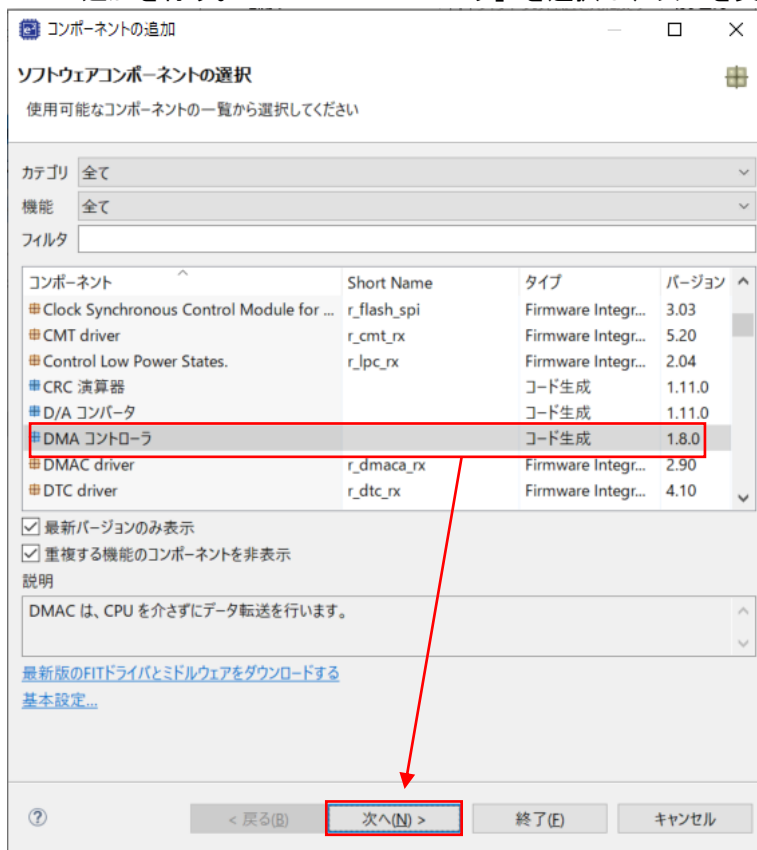 コンポーネントの追加
ソフトウェアコンポーネントの選択
使用可能なコンポーネントの一覧から選択してください
カテゴリ 全て
機能 全て
フィルタ
コンポーネント Short Name タイプ バージョン
Clock Synchronous Control Module for ... r_flash_spi Firmware Integr... 3.03
CMT driver r_cmt_rx Firmware Integr... 5.20
Control Low Power States. r_lpc_rx Firmware Integr... 2.04
CRC 演算器 コード生成 1.11.0
D/A コンバータ コード生成 1.11.0
DMA コントローラ コード生成 1.8.0
DMAC driver r_dmaca_rx Firmware Integr... 2.90
DTC driver r_dtc_rx Firmware Integr... 4.10
最新バージョンのみ表示
重複する機能のコンポーネントを非表示
説明
DMAC は、CPU を介さずにデータ転送を行います。
最新版のFITドライバとミドルウェアをダウンロードする
基本設定...
< 戻る(B) 次へ(N) > 終了(F) キャンセル